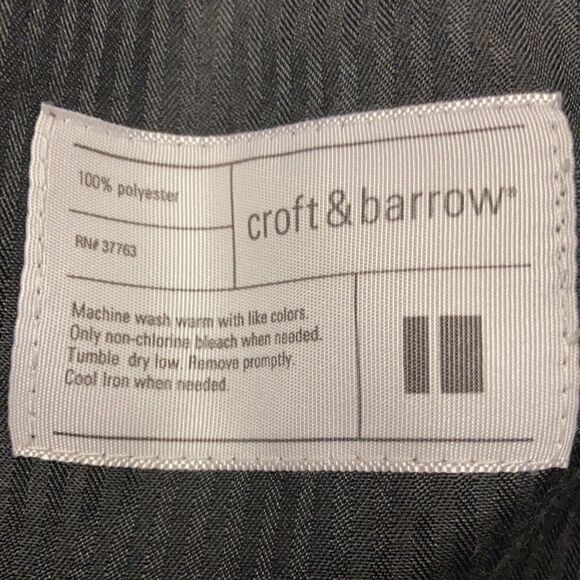 100% polyester
croft & barrow®
RN# 37763
Machine wash warm with like colors.
Only non-chlorine bleach when needed.
Tumble dry low. Remove promptly.
Cool Iron when needed.